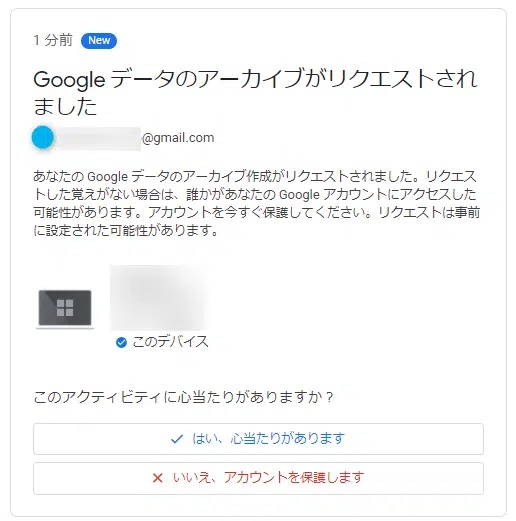 1 分前 New
Google データのアーカイブがリクエストされ
ました
@gmail.com
あなたの Google データのアーカイブ作成がリクエストされました。リクエ
ストした覚えがない場合は、誰かがあなたの Google アカウントにアクセスした
可能性があります。アカウントを今すぐ保護してください。リクエストは事前
に設定された可能性があります。
このデバイス
このアクティビティに心当たりがありますか？
はい、心当たりがあります
いいえ、アカウントを保護します